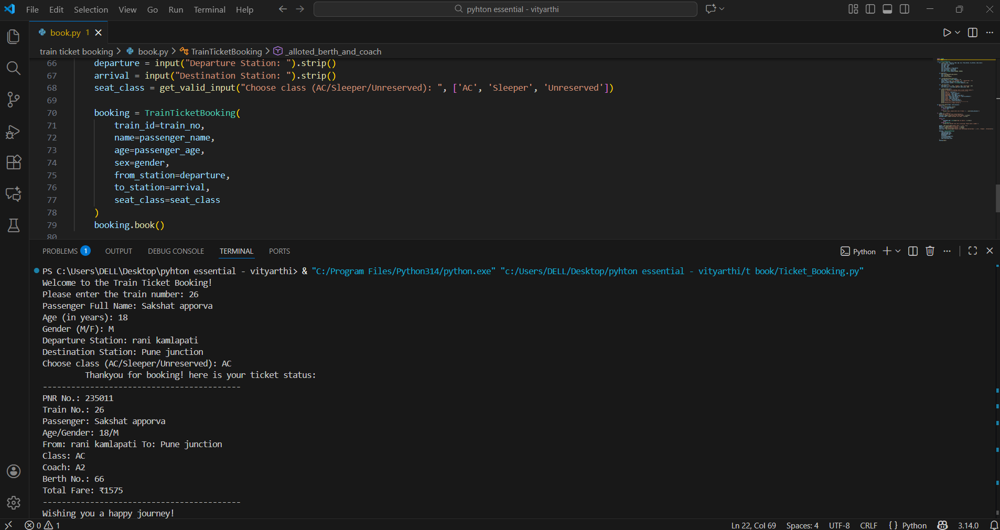 File Edit Selection View Go Run Terminal Help
pyhton essential - vityarthi
book.py 1
train ticket booking > book.py > TrainTicketBooking > _alloted_berth_and_coach
66 departure = input("Departure Station: ").strip()
67 arrival = input("Destination Station: ").strip()
68 seat_class = get_valid_input("Choose class (AC/Sleeper/Unreserved): ", ['AC', 'Sleeper', 'Unreserved'])
69
70 booking = TrainTicketBooking(
71 train_id=train_no,
72 name=passenger_name,
73 age=passenger_age,
74 sex=gender,
75 from_station=departure,
76 to_station=arrival,
77 seat_class=seat_class
78 )
79 booking.book()
80
PROBLEMS 1 OUTPUT DEBUG CONSOLE TERMINAL PORTS
Python
PS C:\Users\DELL\Desktop\pyhton essential - vityarthi> & "C:/Program Files/Python314/python.exe" "c:/Users/DELL/Desktop/pyhton essential - vityarthi/t book/Ticket_Booking.py"
Welcome to the Train Ticket Booking!
Please enter the train number: 26
Passenger Full Name: Sakshat apporva
Age (in years): 18
Gender (M/F): M
Departure Station: rani kamlapati
Destination Station: Pune junction
Choose class (AC/Sleeper/Unreserved): AC
Thankyou for booking! here is your ticket status:
------------------------------------------
PNR No.: 235011
Train No.: 26
Passenger: Sakshat apporva
Age/Gender: 18/M
From: rani kamlapati To: Pune junction
Class: AC
Coach: A2
Berth No.: 66
Total Fare: ₹1575
------------------------------------------
Wishing you a happy journey!
0 1 Ln 22, Col 69 Spaces: 4 UTF-8 CRLF {} Python 3.14.0